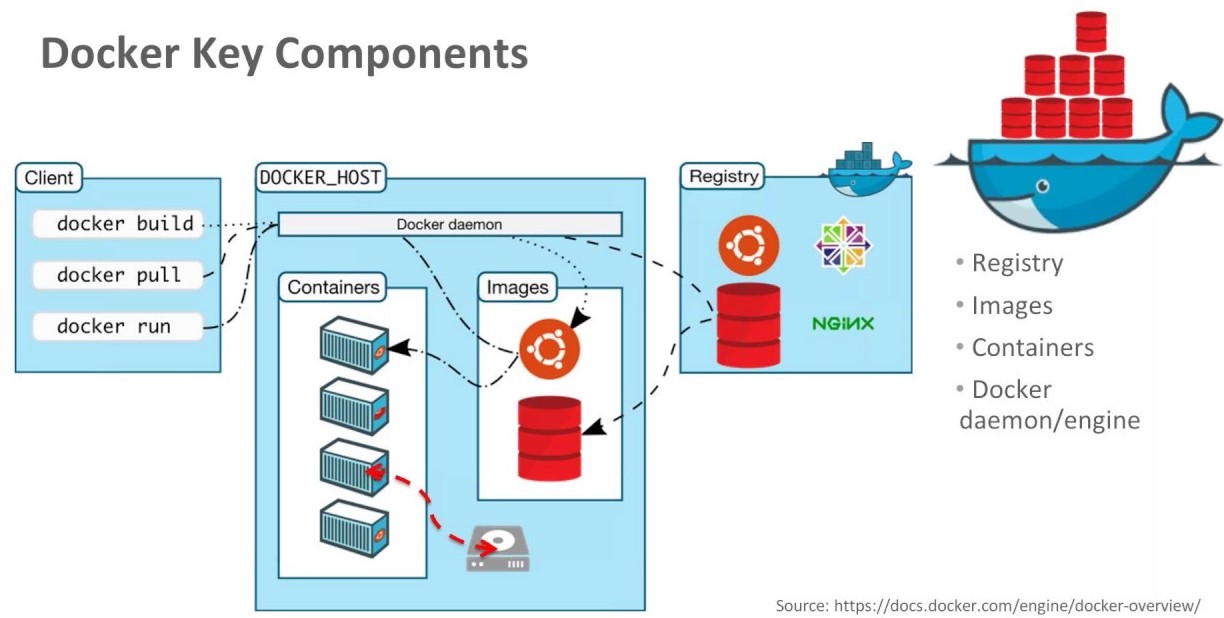 Docker Key Components
Client
docker build
docker pull
docker run
DOCKER_HOST
Docker daemon
Containers
Images
Registry
NGiNX
• Registry
• Images
• Containers
• Docker
daemon/engine
Source: https://docs.docker.com/engine/docker-overview/